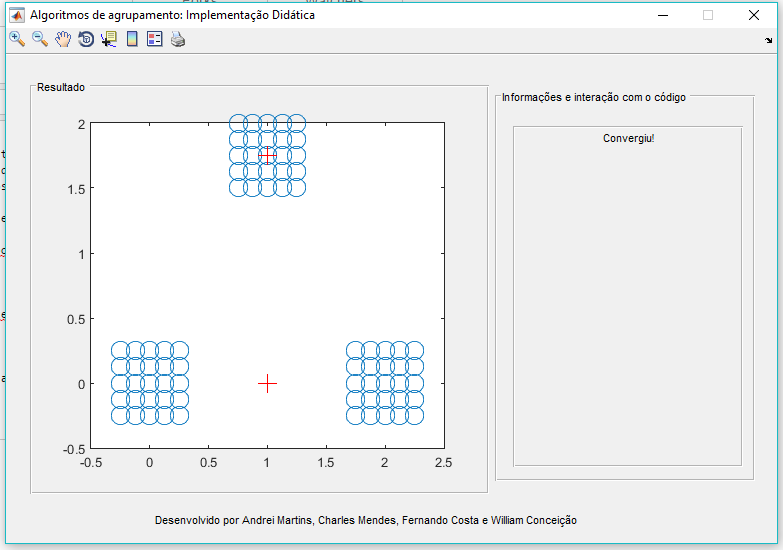 Algoritmos de agrupamento: Implementação Didática
Resultado
2
1.5
1
0.5
0
-0.5
-0.5
0
0.5
1
1.5
2
2.5
Informações e interação com o código
Convergiu!
Desenvolvido por Andrei Martins, Charles Mendes, Fernando Costa e William Conceição